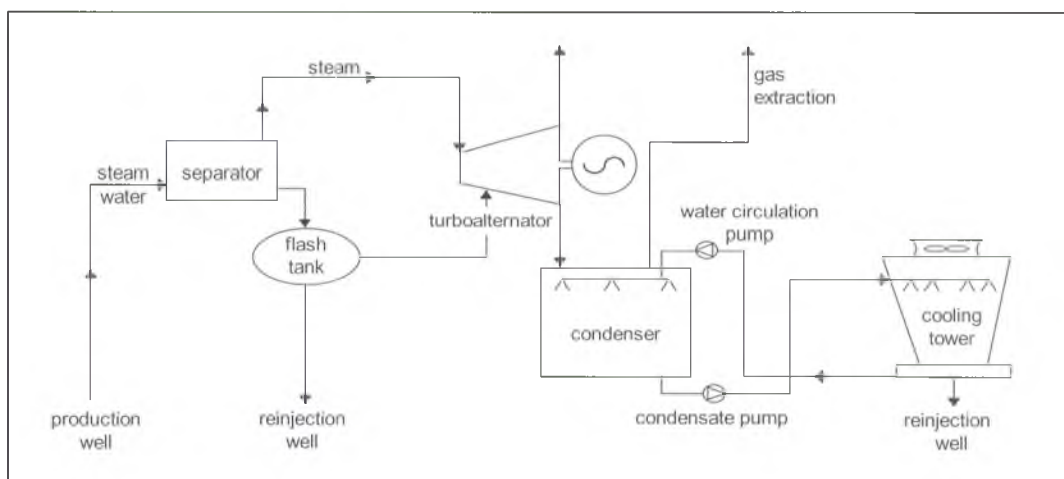 steam
gas
extraction
steam
water
separator
turboalternator
water circulation
pump
flash
tank
condenser
cooling
tower
production
well
reinjection
well
condensate pump
reinjection
well